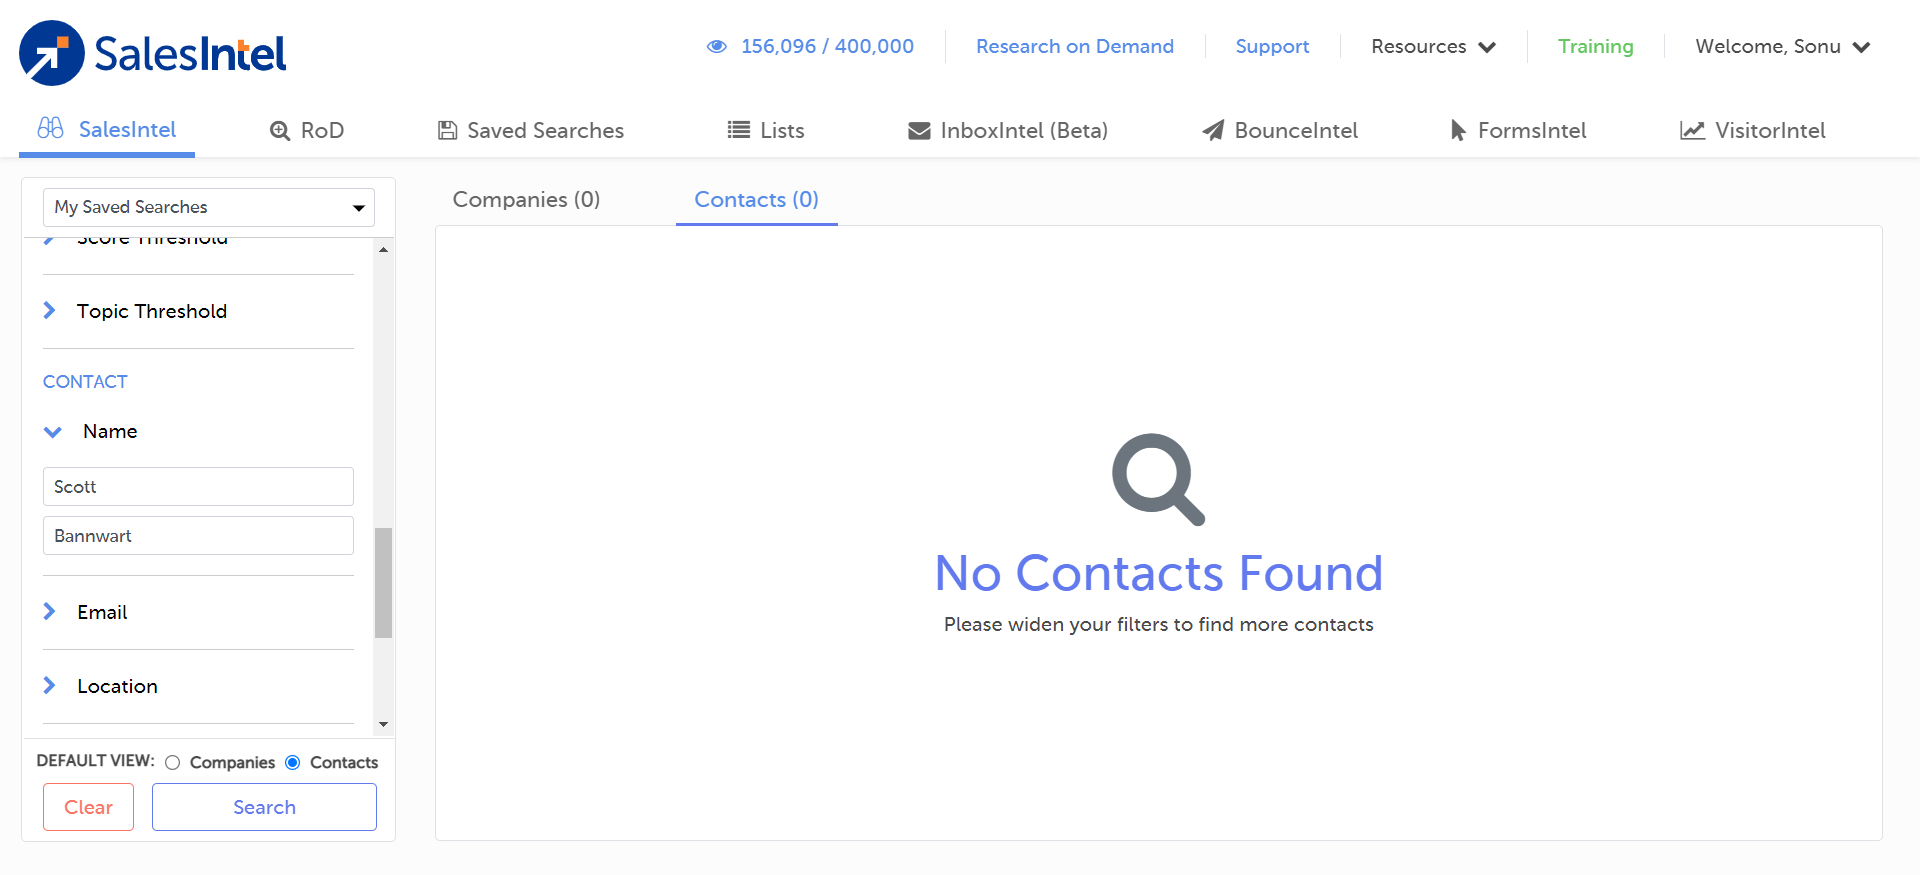 SalesIntel
156,096 / 400,000
Research on Demand
Support
Resources
Training
Welcome, Sonu
SalesIntel
RoD
Saved Searches
Lists
InboxIntel (Beta)
BounceIntel
FormsIntel
VisitorIntel
My Saved Searches
Score Threshold
Topic Threshold
CONTACT
Name
Scott
Bannwart
Email
Location
DEFAULT VIEW: Companies Contacts
Clear
Search
Companies (0)
Contacts (0)
No Contacts Found
Please widen your filters to find more contacts